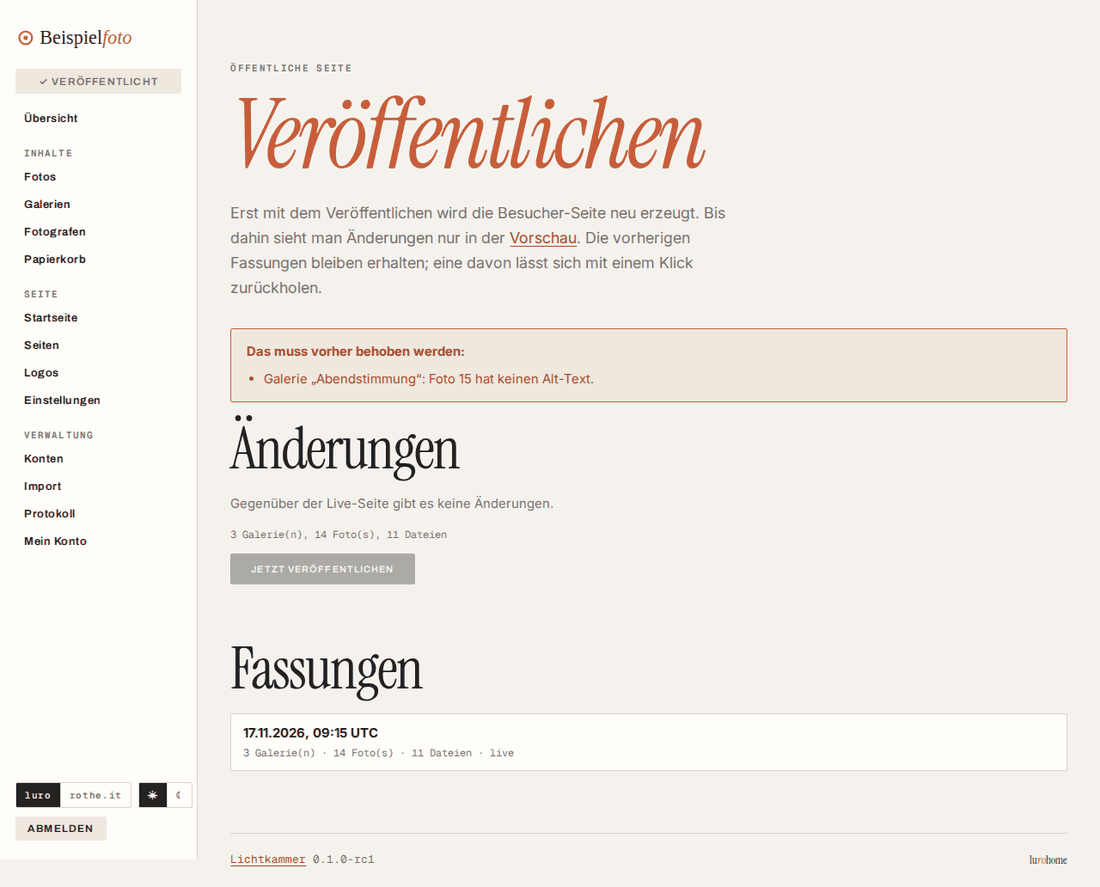 Beispielfoto
✓ VERÖFFENTLICHT
Übersicht
INHALTE
Fotos
Galerien
Fotografen
Papierkorb
SEITE
Startseite
Seiten
Logos
Einstellungen
VERWALTUNG
Konten
Import
Protokoll
Mein Konto
luro rothe.it
ABMELDEN
ÖFFENTLICHE SEITE
Veröffentlichen
Erst mit dem Veröffentlichen wird die Besucher-Seite neu erzeugt. Bis
dahin sieht man Änderungen nur in der Vorschau. Die vorherigen
Fassungen bleiben erhalten; eine davon lässt sich mit einem Klick
zurückholen.
Das muss vorher behoben werden:
• Galerie „Abendstimmung“: Foto 15 hat keinen Alt-Text.
Änderungen
Gegenüber der Live-Seite gibt es keine Änderungen.
3 Galerie(n), 14 Foto(s), 11 Dateien
JETZT VERÖFFENTLICHEN
Fassungen
17.11.2026, 09:15 UTC
3 Galerie(n) · 14 Foto(s) · 11 Dateien · live
Lichtkammer 0.1.0-rc1
lurohome